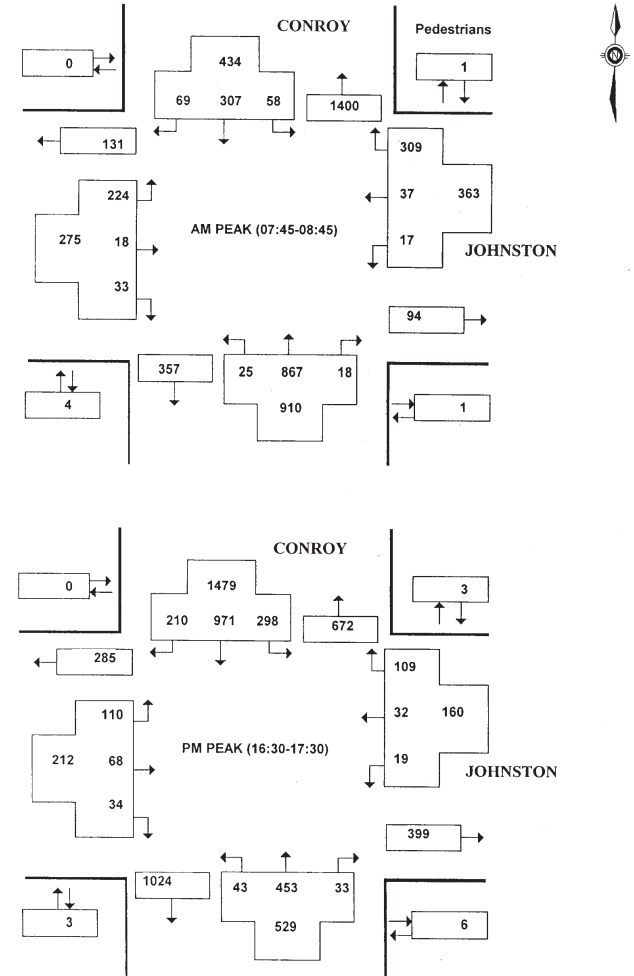 CONROY
Pedestrians
N
0
434
1
69 307 58
1400
131
309
224
37 363
AM PEAK (07:45-08:45)
275 18
17
JOHNSTON
33
94
357
25 867 18
4
910
1
CONROY
0
1479
3
210 971 298
672
285
109
110
32 160
PM PEAK (16:30-17:30)
212 68
19
JOHNSTON
34
399
1024
43 453 33
3
529
6